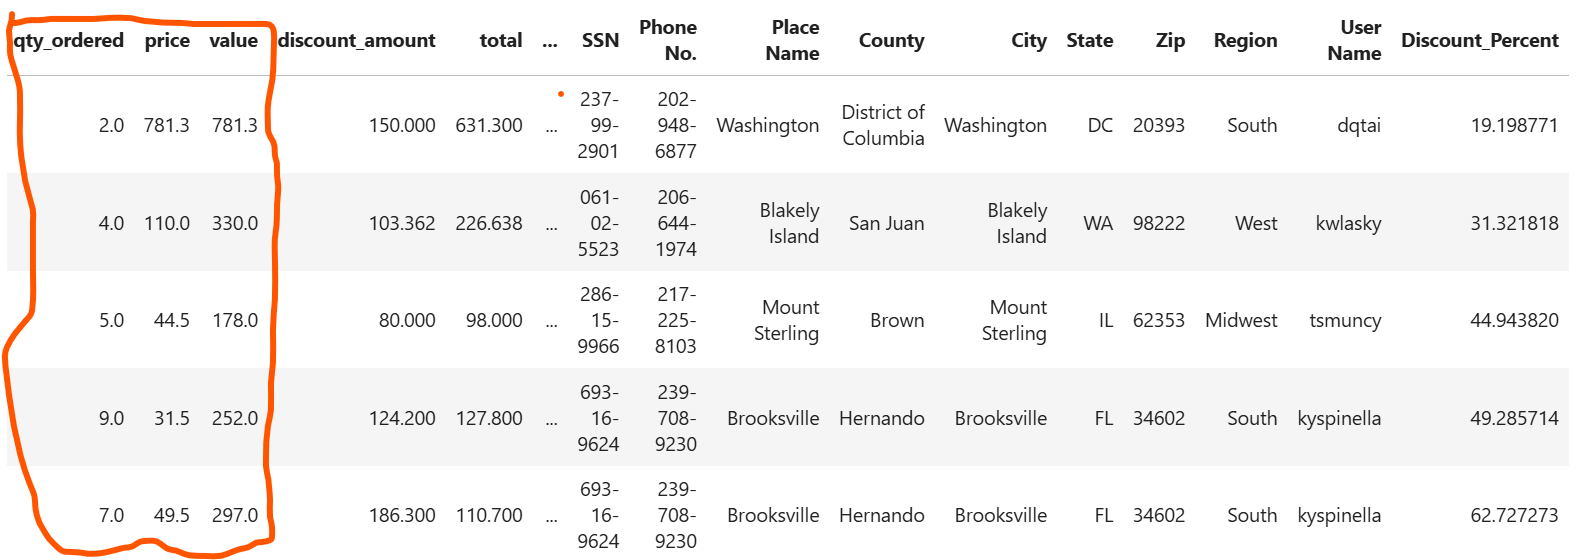 qty_ordered price value discount_amount total ... SSN Phone No. Place Name County City State Zip Region User Name Discount_Percent
2.0 781.3 781.3 150.000 631.300 ... 237-99-2901 202-948-6877 Washington District of Columbia Washington DC 20393 South dqtai 19.198771
4.0 110.0 330.0 103.362 226.638 ... 061-02-5523 206-644-1974 Blakely Island San Juan Blakely Island WA 98222 West kwlasky 31.321818
5.0 44.5 178.0 80.000 98.000 ... 286-15-9966 217-225-8103 Mount Sterling Brown Mount Sterling IL 62353 Midwest tsmuncy 44.943820
9.0 31.5 252.0 124.200 127.800 ... 693-16-9624 239-708-9230 Brooksville Hernando Brooksville FL 34602 South kyspinella 49.285714
7.0 49.5 297.0 186.300 110.700 ... 693-16-9624 239-708-9230 Brooksville Hernando Brooksville FL 34602 South kyspinella 62.727273